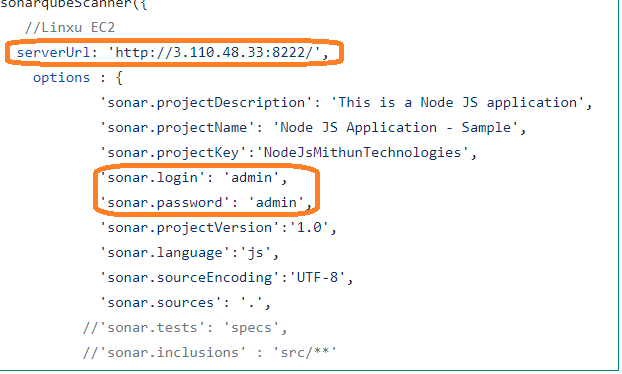 sonarqubeScanner({
//Linxu EC2
serverUrl: 'http://3.110.48.33:8222/',
options : {
'sonar.projectDescription': 'This is a Node JS application',
'sonar.projectName': 'Node JS Application - Sample',
'sonar.projectKey':'NodeJsMithunTechnologies',
'sonar.login': 'admin',
'sonar.password': 'admin',
'sonar.projectVersion':'1.0',
'sonar.language':'js',
'sonar.sourceEncoding':'UTF-8',
'sonar.sources': '.',
//'sonar.tests': 'specs',
//'sonar.inclusions' : 'src/**'